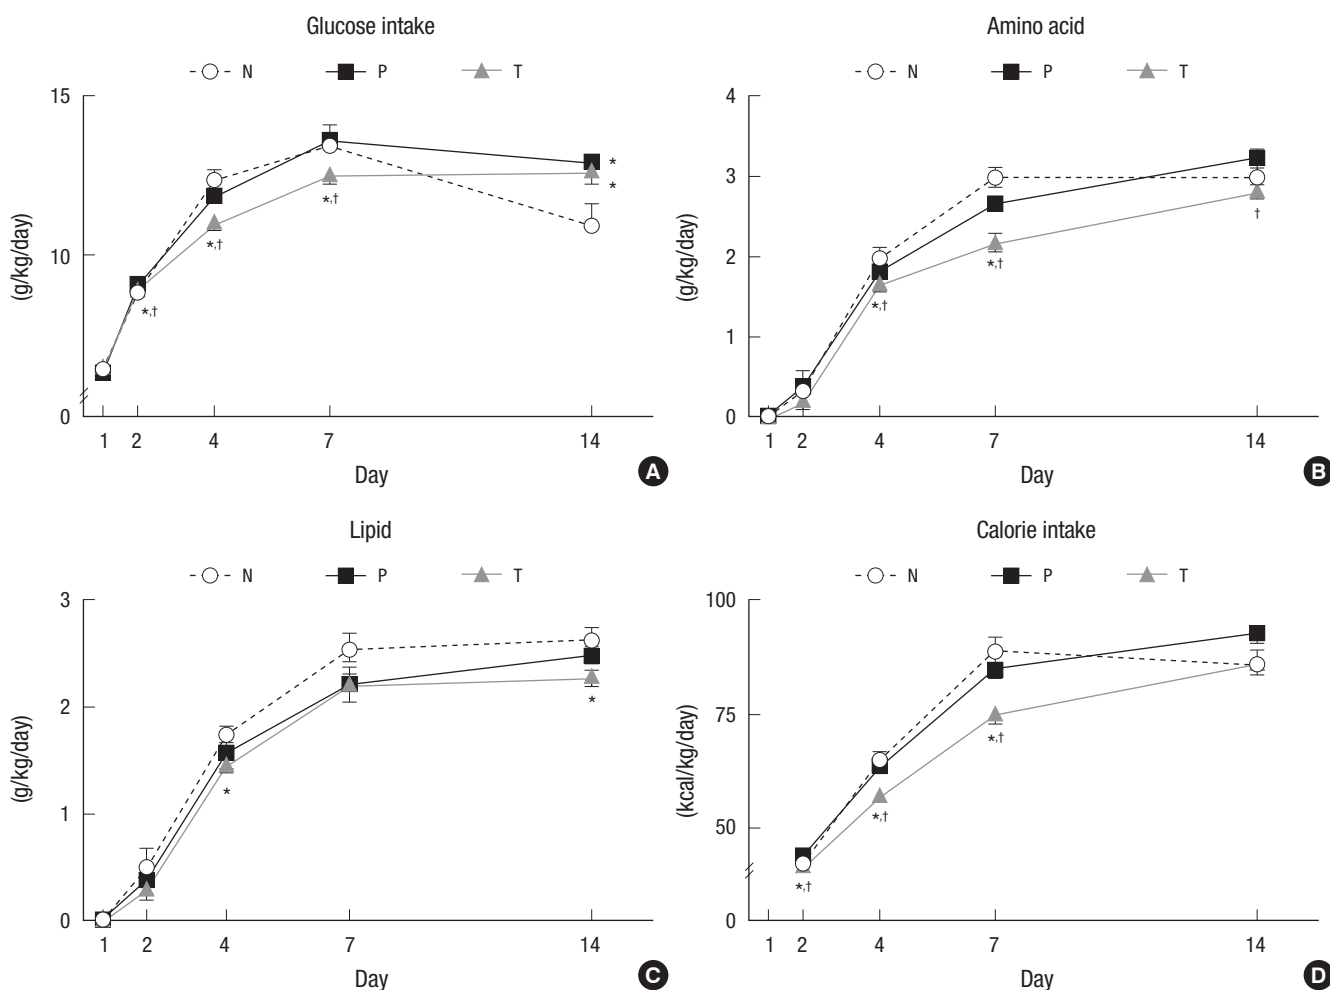 Glucose intake
N P T
15
10
0
(g/kg/day)
*,†
*,†
*,†
*
*
1 2 4 7 14
Day
A
Amino acid
N P T
4
3
2
1
0
(g/kg/day)
*,†
*,†
†
1 2 4 7 14
Day
B
Lipid
N P T
3
2
1
0
(g/kg/day)
*
*
1 2 4 7 14
Day
C
Calorie intake
N P T
100
75
50
0
(kcal/kg/day)
*,†
*,†
*,†
1 2 4 7 14
Day
D